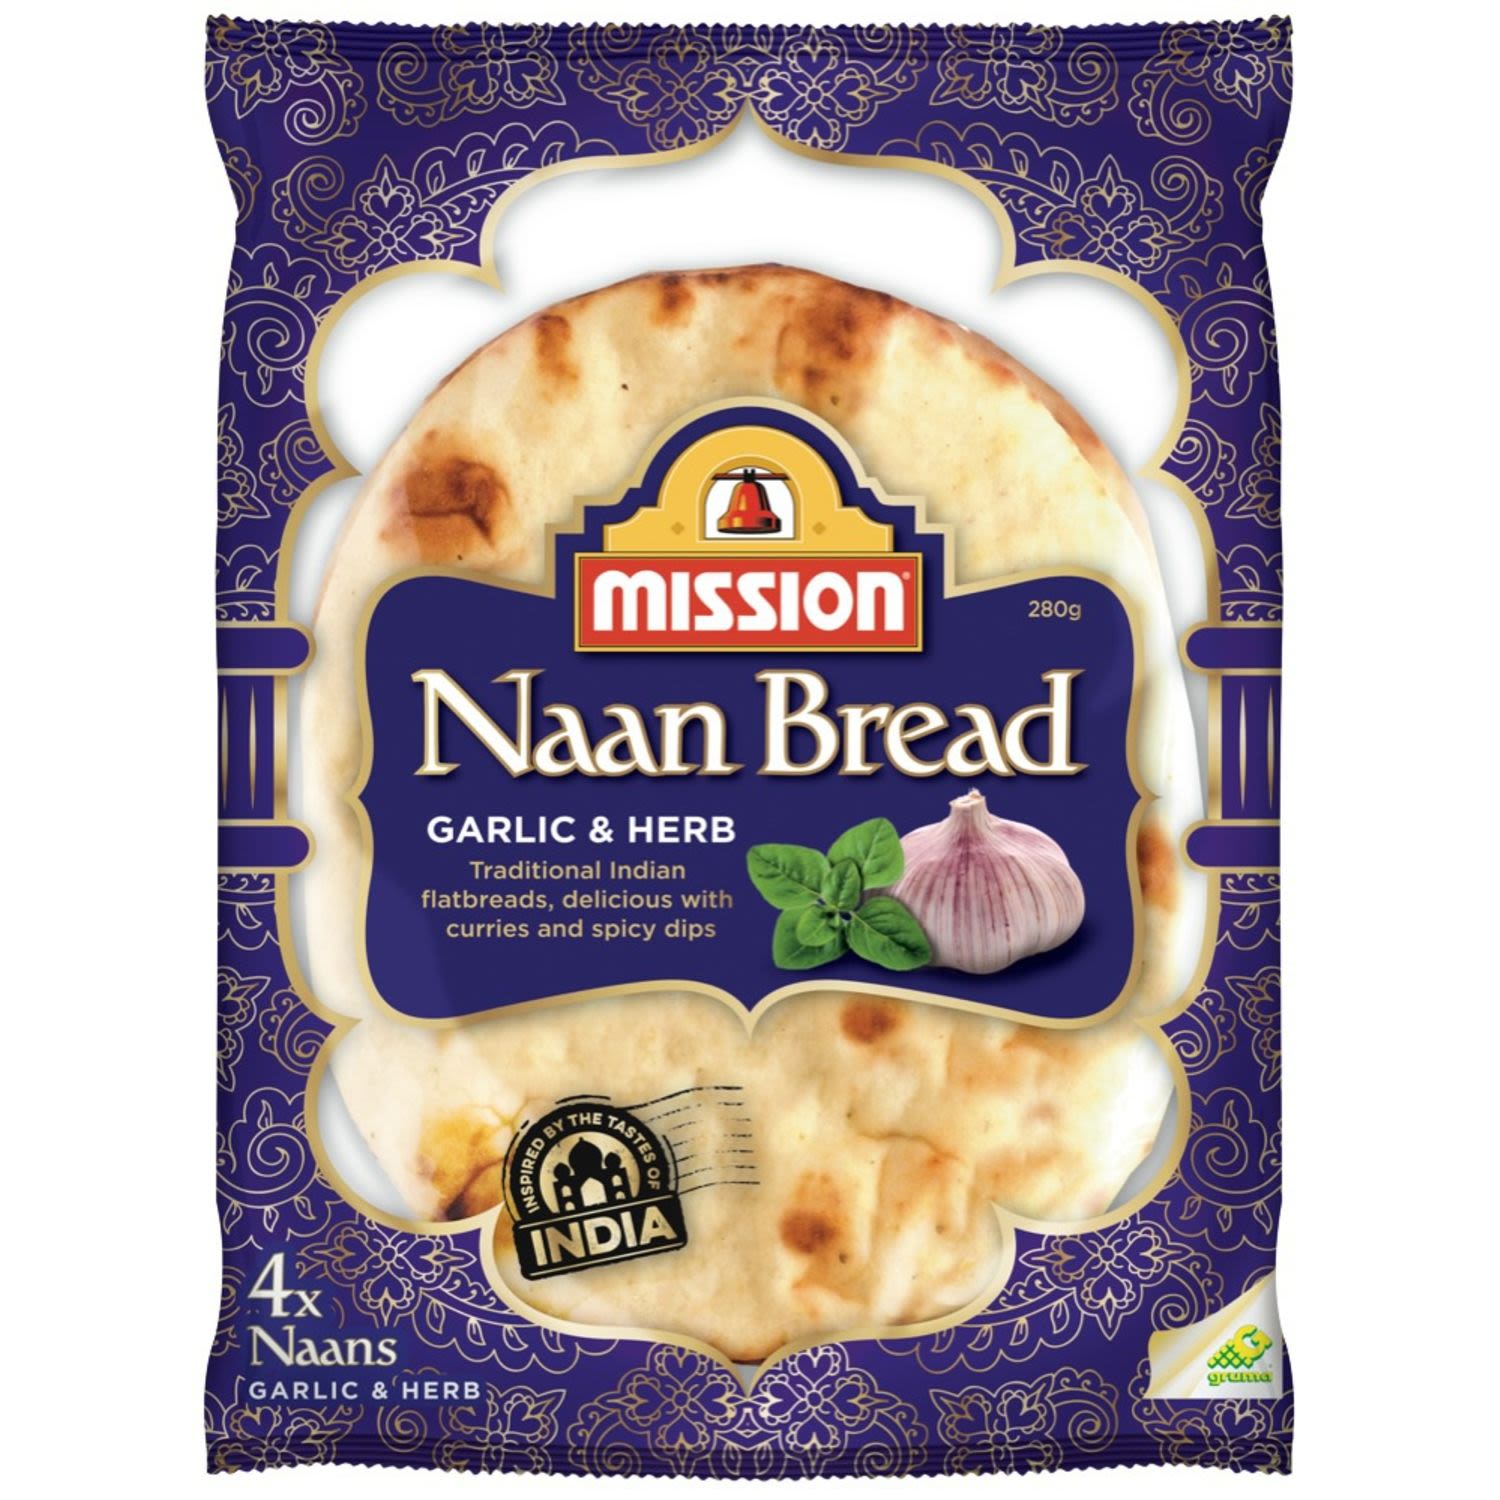 MISSION®
280g
Naan Bread
GARLIC & HERB
Traditional Indian
flatbreads, delicious with
curries and spicy dips
INSPIRED BY THE TASTES OF
INDIA
4x
Naans
GARLIC & HERB
gruma